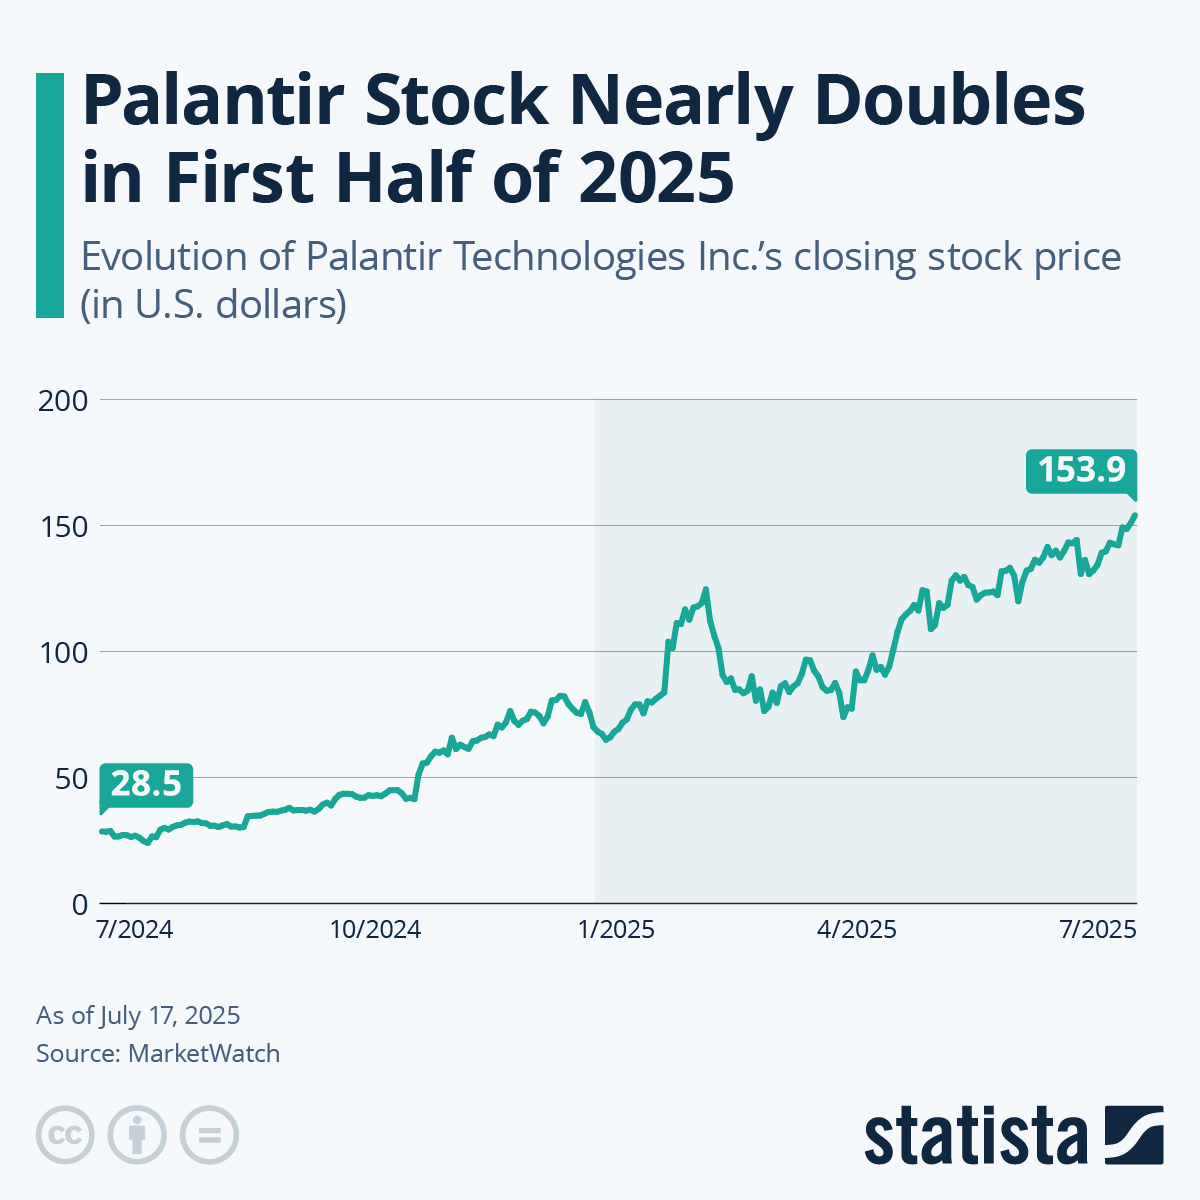 Palantir Stock Nearly Doubles
in First Half of 2025
Evolution of Palantir Technologies Inc.’s closing stock price
(in U.S. dollars)
200
150
100
50
0
153.9
28.5
7/2024
10/2024
1/2025
4/2025
7/2025
As of July 17, 2025
Source: MarketWatch
cc
statista